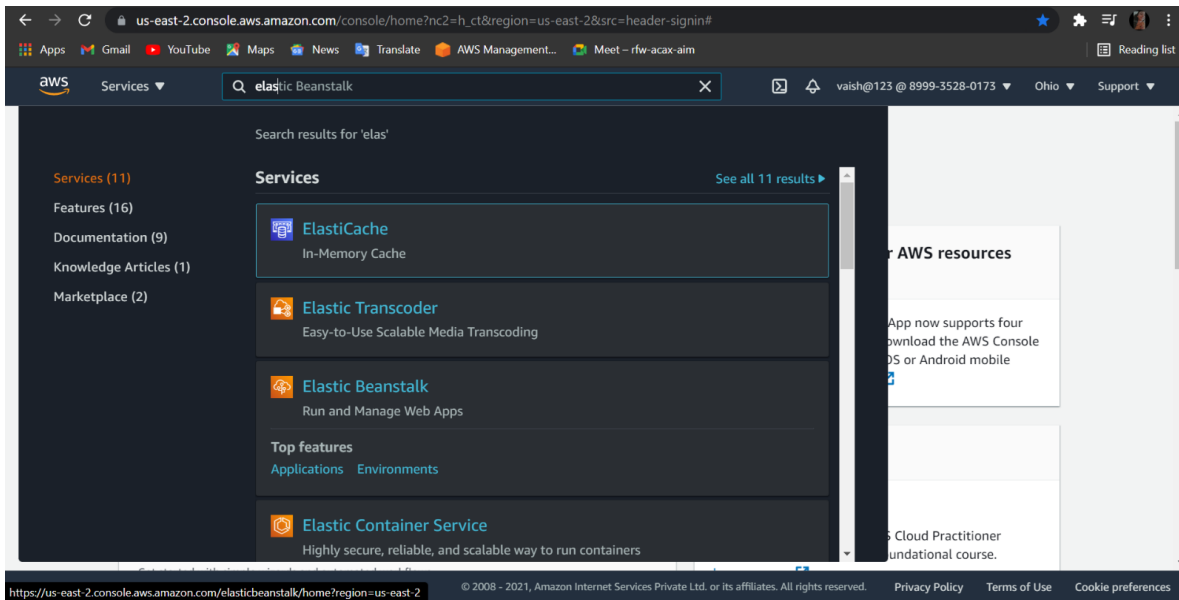 us-east-2.console.aws.amazon.com/console/home?nc2=h_ct&region=us-east-2&src=header-signin#
Apps Gmail YouTube Maps News Translate AWS Management... Meet – rfw-acax-aim Reading list
aws Services ▼ elastic Beanstalk vaish@123 @ 8999-3528-0173 ▼ Ohio ▼ Support ▼
Search results for 'elas'
Services (11)
Features (16)
Documentation (9)
Knowledge Articles (1)
Marketplace (2)
Services See all 11 results
ElastiCache
In-Memory Cache
Elastic Transcoder
Easy-to-Use Scalable Media Transcoding
Elastic Beanstalk
Run and Manage Web Apps
Top features
Applications Environments
Elastic Container Service
Highly secure, reliable, and scalable way to run containers
r AWS resources
App now supports four
ownload the AWS Console
OS or Android mobile
S Cloud Practitioner
undational course.
https://us-east-2.console.aws.amazon.com/elasticbeanstalk/home?region=us-east-2
© 2008 - 2021, Amazon Internet Services Private Ltd. or its affiliates. All rights reserved. Privacy Policy Terms of Use Cookie preferences